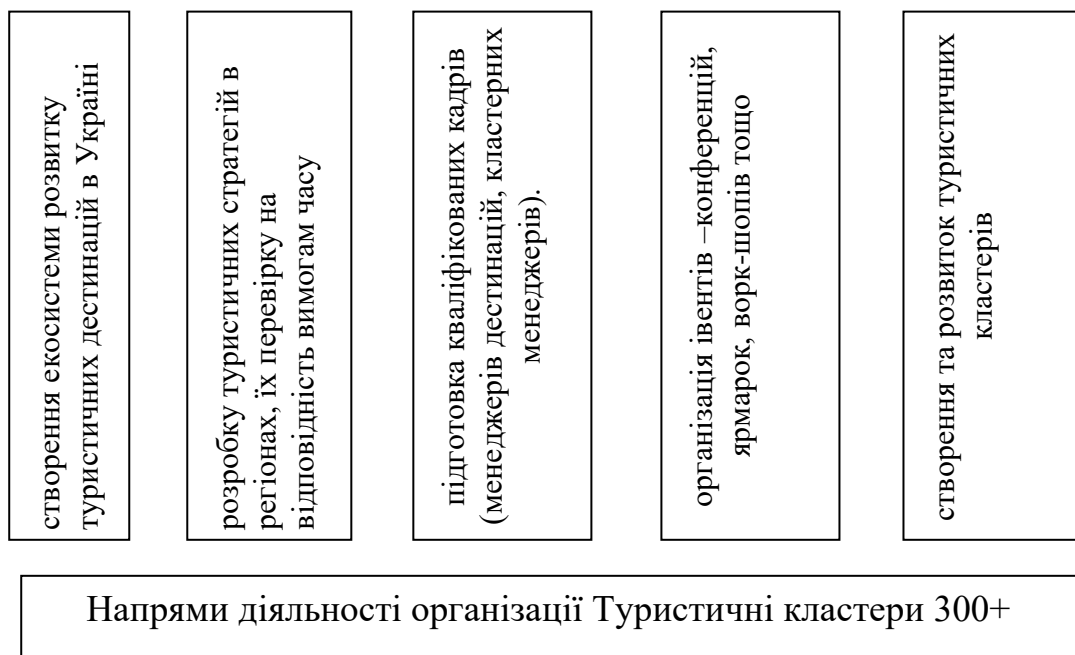 створення екосистеми розвитку
туристичних дестинацій в Україні
розробку туристичних стратегій в
регіонах, їх перевірку на
відповідність вимогам часу
підготовка кваліфікованих кадрів
(менеджерів дестинацій, кластерних
менеджерів).
організація івентів –конференцій,
ярмарок, ворк-шопів тощо
створення та розвиток туристичних
кластерів
Напрями діяльності організації Туристичні кластери 300+